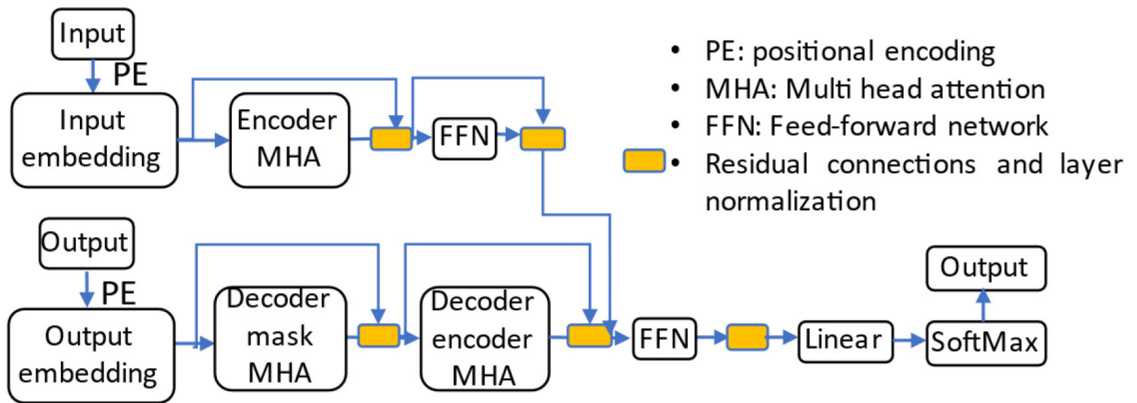 Input
PE
Input
embedding
Encoder
MHA
FFN
• PE: positional encoding
• MHA: Multi head attention
• FFN: Feed-forward network
• Residual connections and layer
normalization
Output
PE
Output
embedding
Decoder
mask
MHA
Decoder
encoder
MHA
FFN
Linear
SoftMax
Output